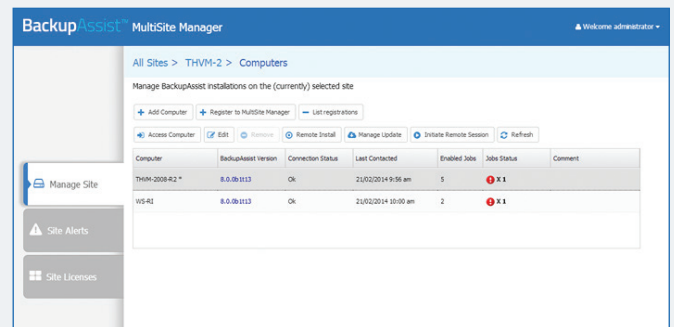 BackupAssist™ MultiSite Manager
Welcome administrator
All Sites > THVM-2 > Computers
Manage BackupAssist installations on the (currently) selected site
Add Computer Register to MultiSite Manager List registrations
Access Computer Edit Remove Remote Install Manage Update Initiate Remote Session Refresh
Computer BackupAssist Version Connection Status Last Contacted Enabled Jobs Jobs Status Comment
THVM-2008-R2 * 8.0.0b1t13 Ok 21/02/2014 9:56 am 5 X 1
Manage Site
WS-RI 8.0.0b1t13 Ok 21/02/2014 10:00 am 2 X 1
Site Alerts
Site Licenses